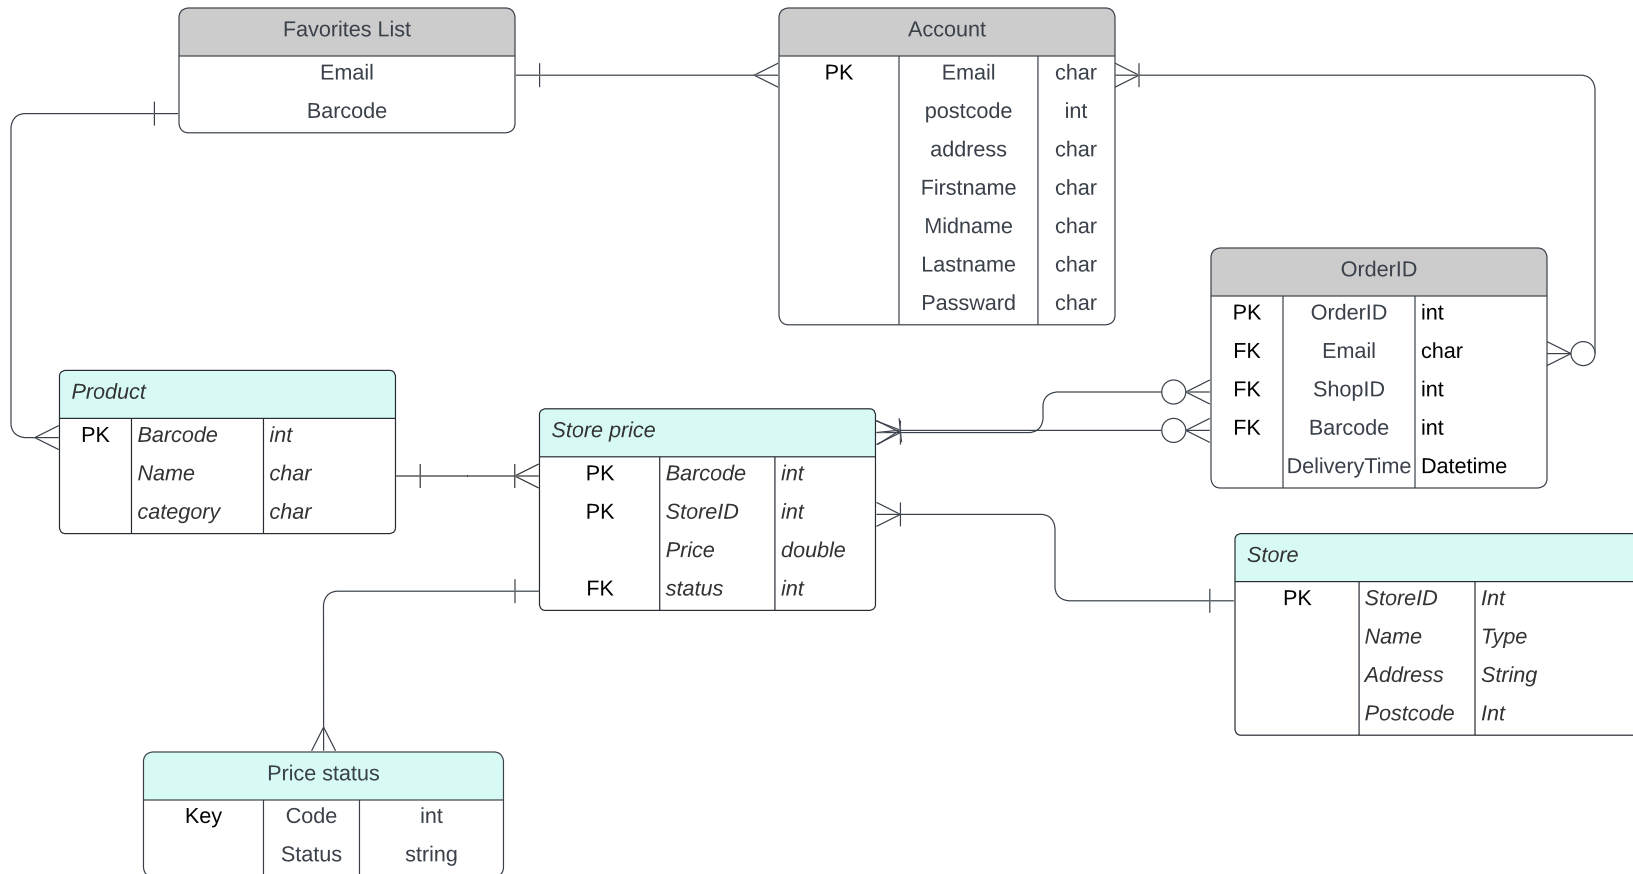 Favorites List
Email
Barcode
Account
PK Email char
postcode int
address char
Firstname char
Midname char
Lastname char
Passward char
OrderID
PK OrderID int
FK Email char
FK ShopID int
FK Barcode int
DeliveryTime Datetime
Product
PK Barcode int
Name char
category char
Store price
PK Barcode int
PK StoreID int
Price double
FK status int
Store
PK StoreID Int
Name Type
Address String
Postcode Int
Price status
Key Code int
Status string